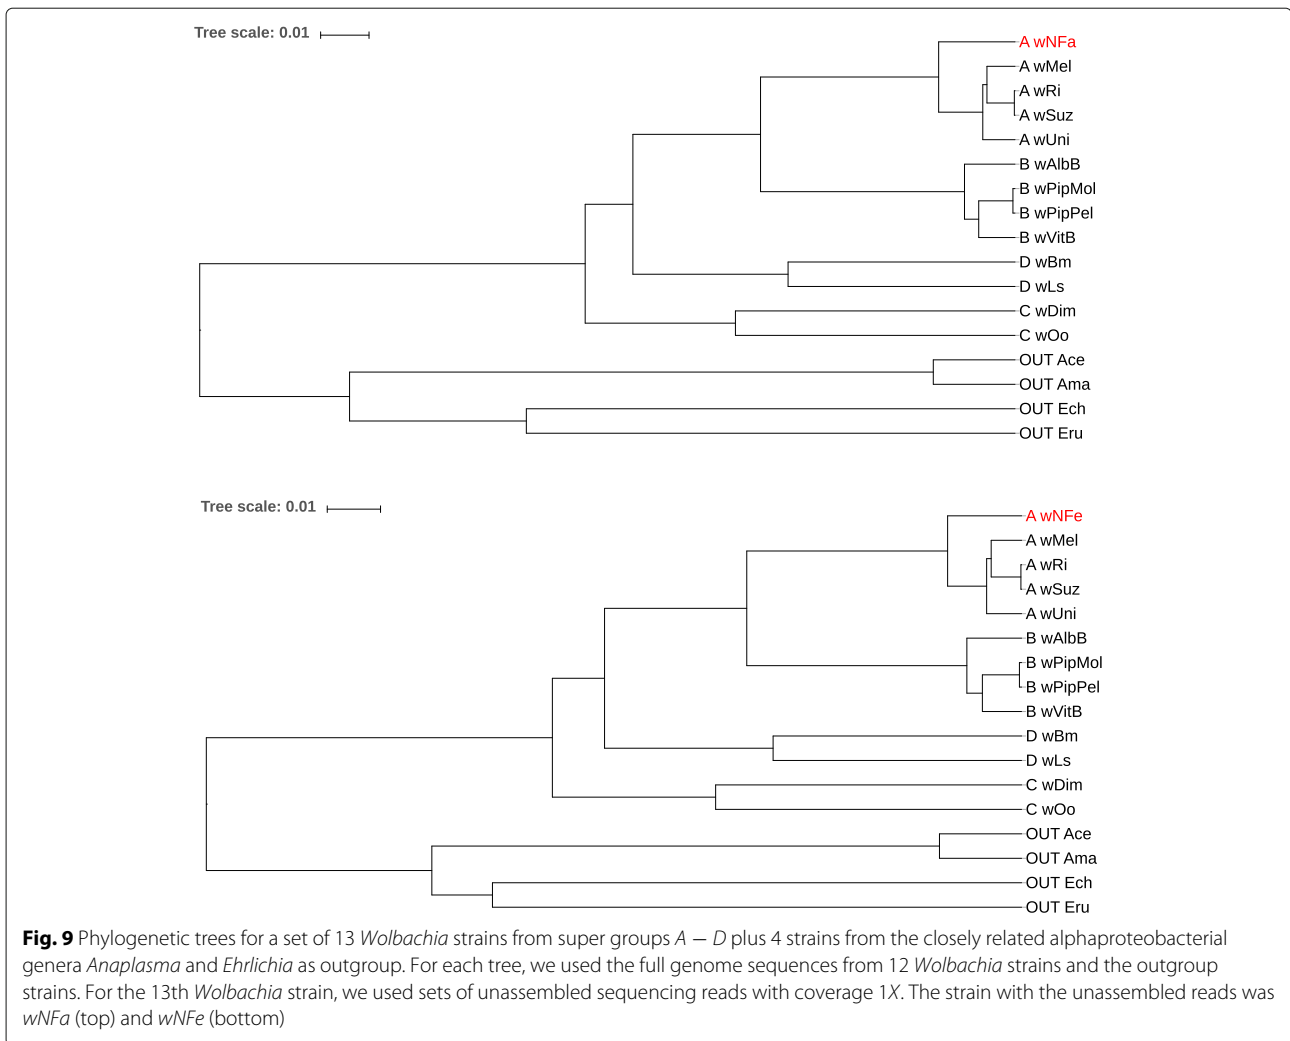 Tree scale: 0.01
A wNFa
A wMel
A wRi
A wSuz
A wUni
B wAlbB
B wPipMol
B wPipPel
B wVitB
D wBm
D wLs
C wDim
C wOo
OUT Ace
OUT Ama
OUT Ech
OUT Eru
Tree scale: 0.01
A wNFe
A wMel
A wRi
A wSuz
A wUni
B wAlbB
B wPipMol
B wPipPel
B wVitB
D wBm
D wLs
C wDim
C wOo
OUT Ace
OUT Ama
OUT Ech
OUT Eru
Fig. 9 Phylogenetic trees for a set of 13 Wolbachia strains from super groups A − D plus 4 strains from the closely related alphaproteobacterial
genera Anaplasma and Ehrlichia as outgroup. For each tree, we used the full genome sequences from 12 Wolbachia strains and the outgroup
strains. For the 13th Wolbachia strain, we used sets of unassembled sequencing reads with coverage 1X. The strain with the unassembled reads was
wNFa (top) and wNFe (bottom)